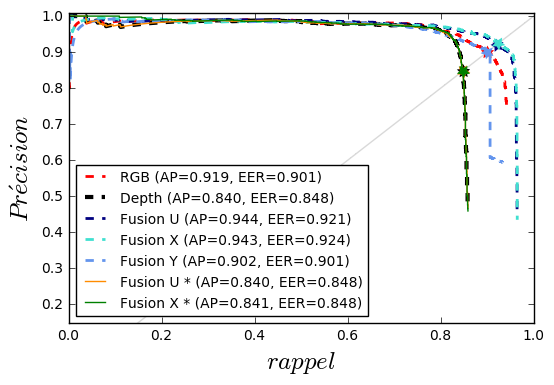 1.0
0.9
0.8
0.7
0.6
0.5
0.4
0.3
0.2
Précision
RGB (AP=0.919, EER=0.901)
Depth (AP=0.840, EER=0.848)
Fusion U (AP=0.944, EER=0.921)
Fusion X (AP=0.943, EER=0.924)
Fusion Y (AP=0.902, EER=0.901)
Fusion U * (AP=0.840, EER=0.848)
Fusion X * (AP=0.841, EER=0.848)
0.0 0.2 0.4 0.6 0.8 1.0
rappel